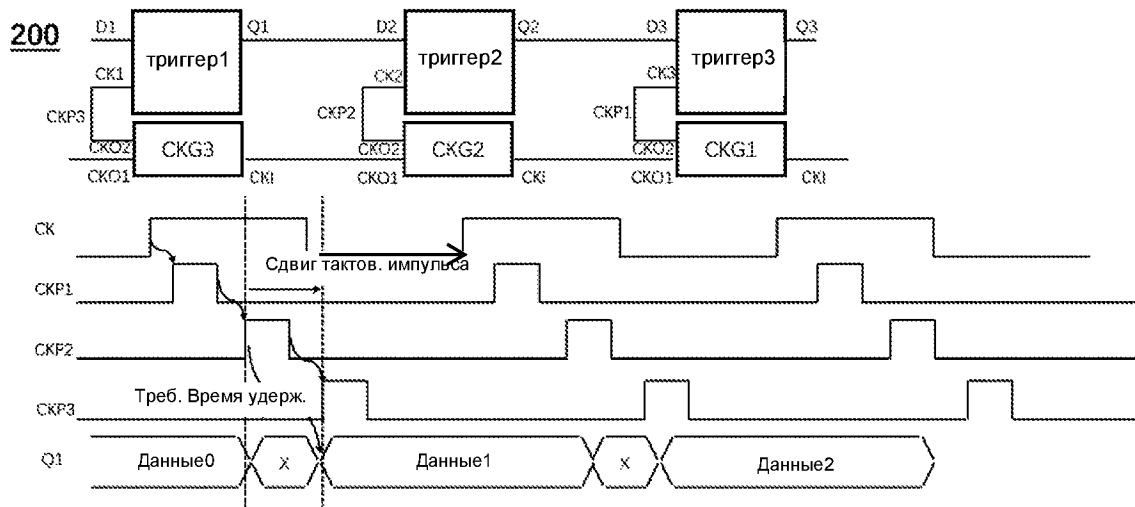 200
D1 Q1 D2 Q2 D3 Q3
триггер1 триггер2 триггер3
CK1 CK2 CK3
CKP3 CKP2 CKP1
CKO2 CKO2 CKO2
CKG3 CKG2 CKG1
CKO1 CKI CKO1 CKI CKO1 CKI
CK
Сдвиг тактов. импульса
CKP1
CKP2
Треб. Время удерж.
CKP3
Q1 Данные0 X Данные1 X Данные2